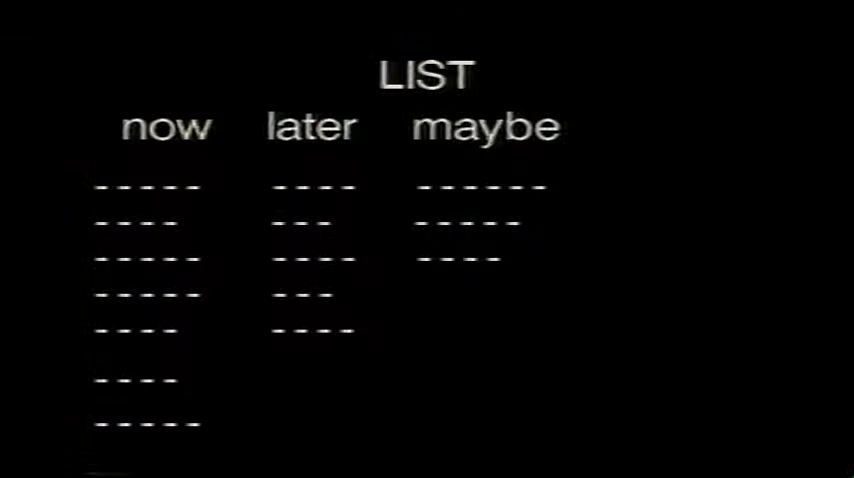 LIST
now later maybe
----- ---- ------
---- --- -----
----- ---- ----
----- ---
---- ----
----
-----